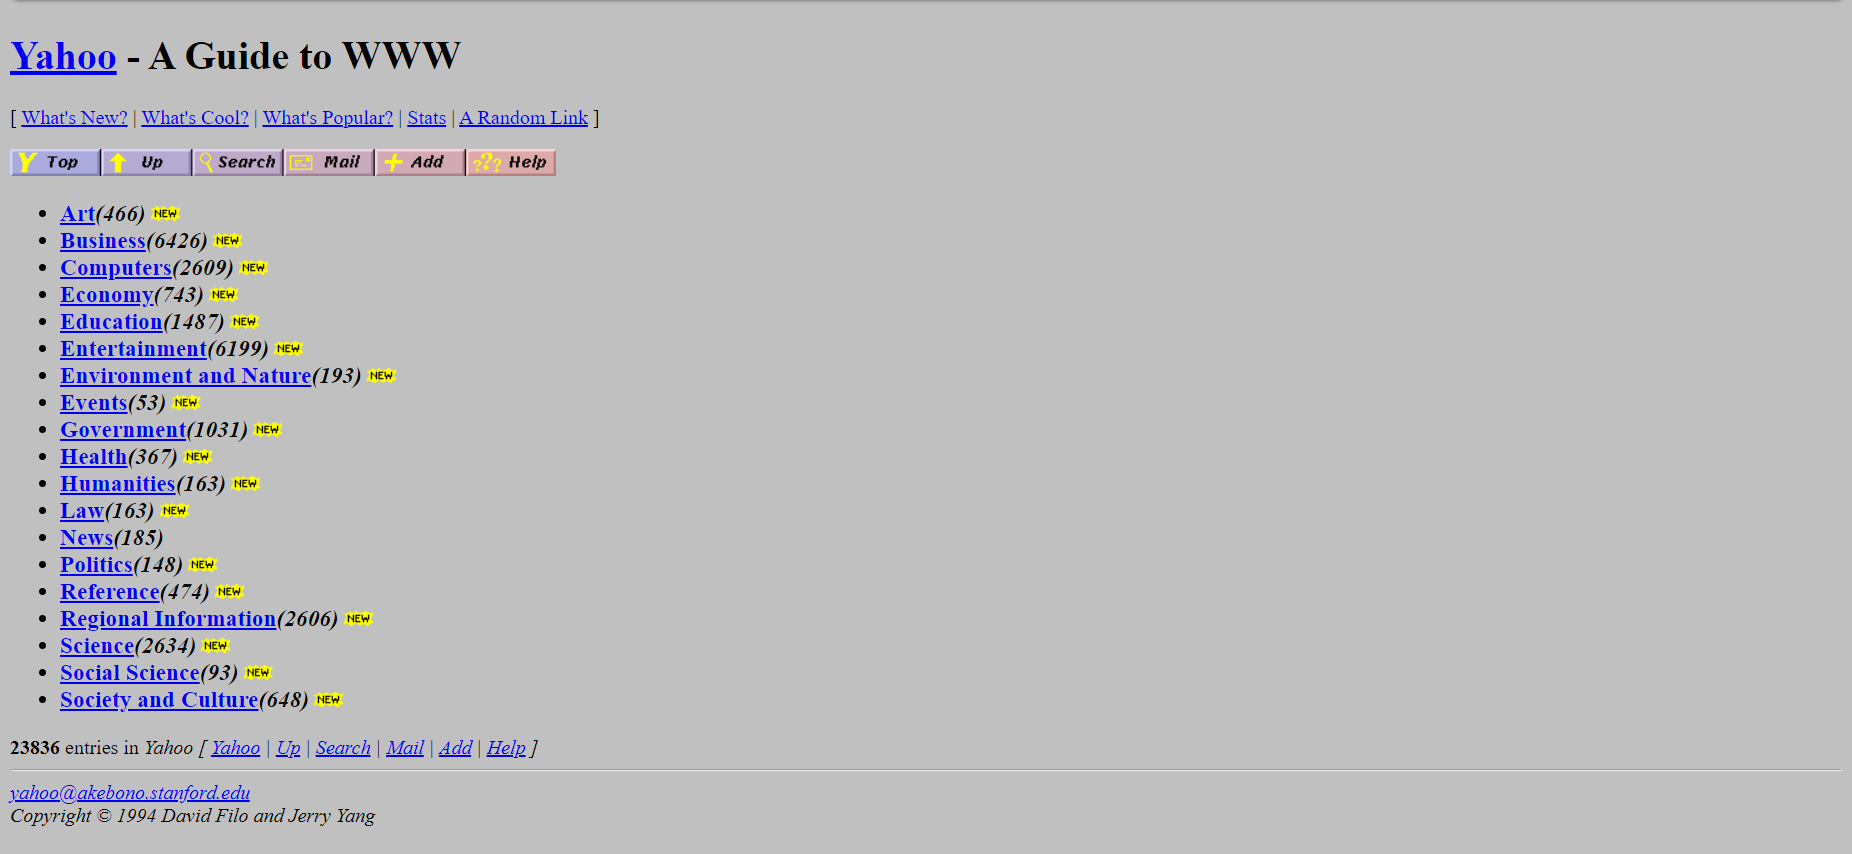 Yahoo - A Guide to WWW
[ What's New? | What's Cool? | What's Popular? | Stats | A Random Link ]
Top Up Search Mail Add Help
Art(466) NEW
Business(6426) NEW
Computers(2609) NEW
Economy(743) NEW
Education(1487) NEW
Entertainment(6199) NEW
Environment and Nature(193) NEW
Events(53) NEW
Government(1031) NEW
Health(367) NEW
Humanities(163) NEW
Law(163) NEW
News(185)
Politics(148) NEW
Reference(474) NEW
Regional Information(2606) NEW
Science(2634) NEW
Social Science(93) NEW
Society and Culture(648) NEW
23836 entries in Yahoo [ Yahoo | Up | Search | Mail | Add | Help ]
yahoo@akebono.stanford.edu
Copyright © 1994 David Filo and Jerry Yang